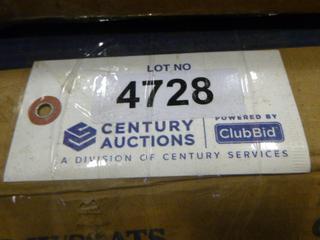 LOT NO
4728
CENTURY
AUCTIONS
POWERED BY
ClubBid
A DIVISION OF CENTURY SERVICES